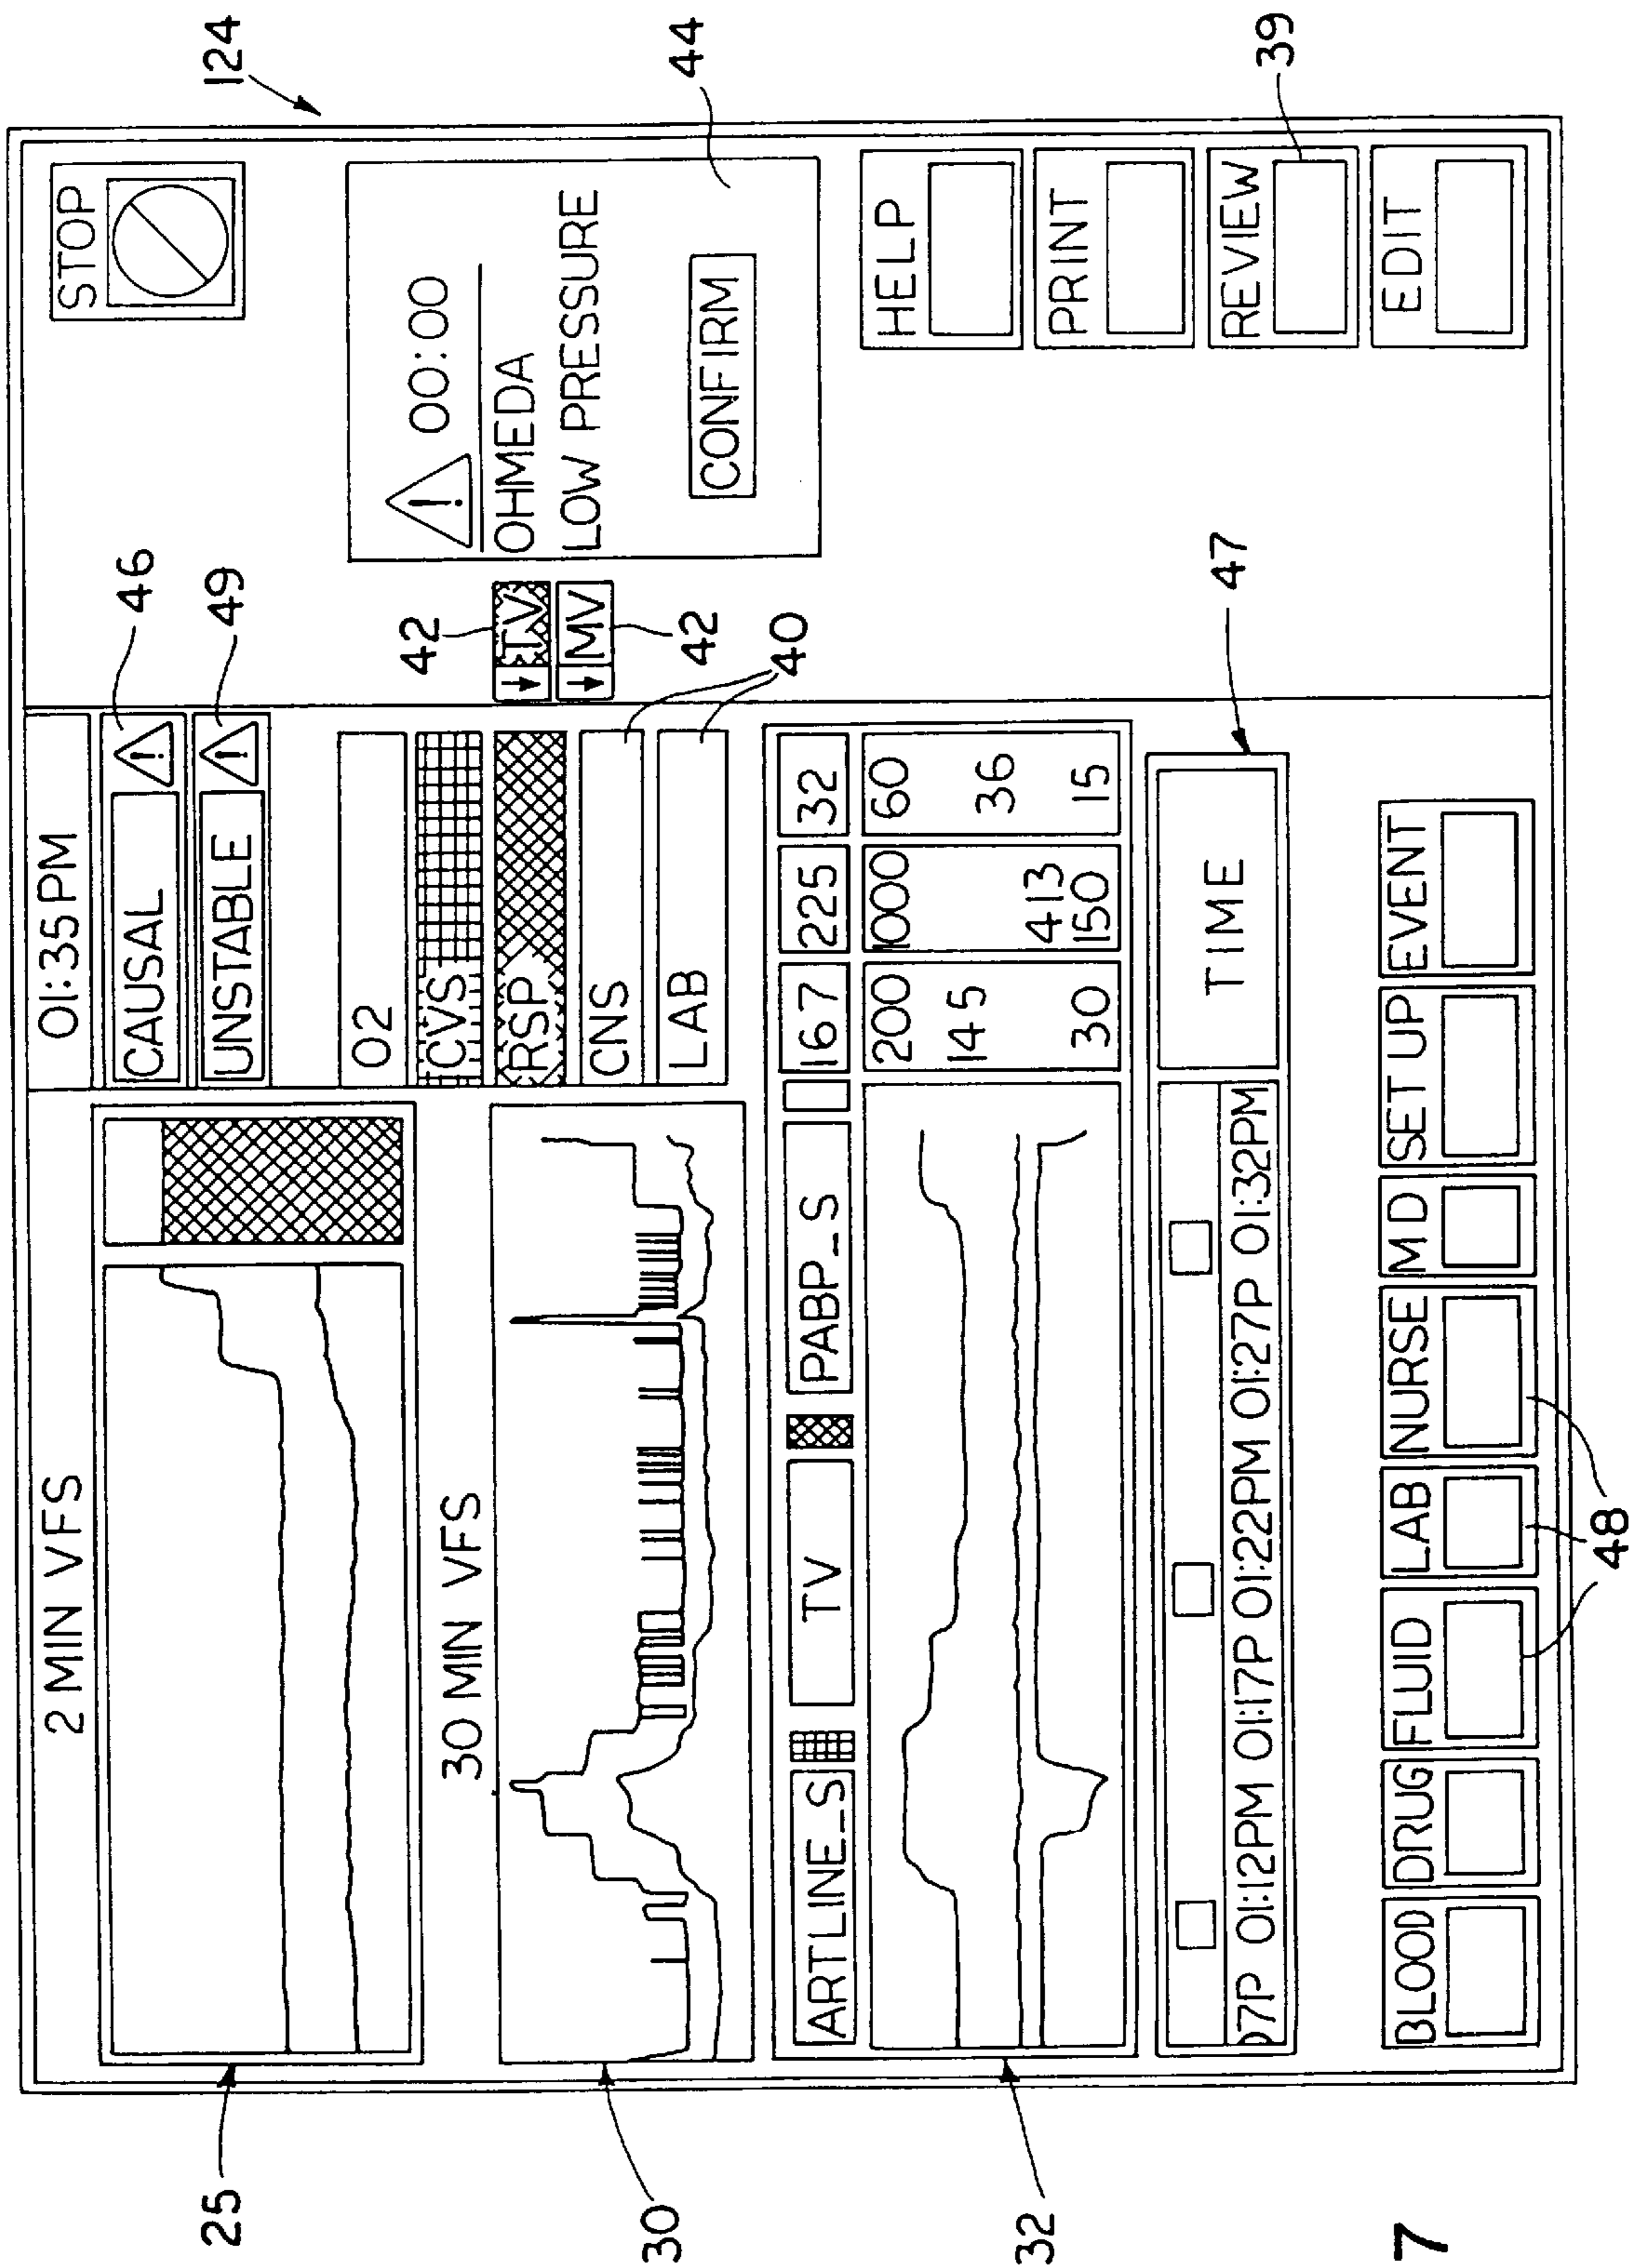 124
STOP
01:35PM
CAUSAL
46
UNSTABLE
49
2 MIN VFS
25
00:00
OHMEDA
LOW PRESSURE
CONFIRM
44
42
TV
MV
42
O2
CVS
RSP
CNS
LAB
40
30 MIN VFS
30
ARTLINE_S
TV
PABP_S
167
225
32
200
1000
60
145
413
36
30
150
15
32
HELP
PRINT
REVIEW
39
EDIT
TIME
47
07P 01:12PM 01:17P 01:22PM 01:27P 01:32PM
BLOOD
DRUG
FLUID
LAB
NURSE
MD
SET UP
EVENT
48
7